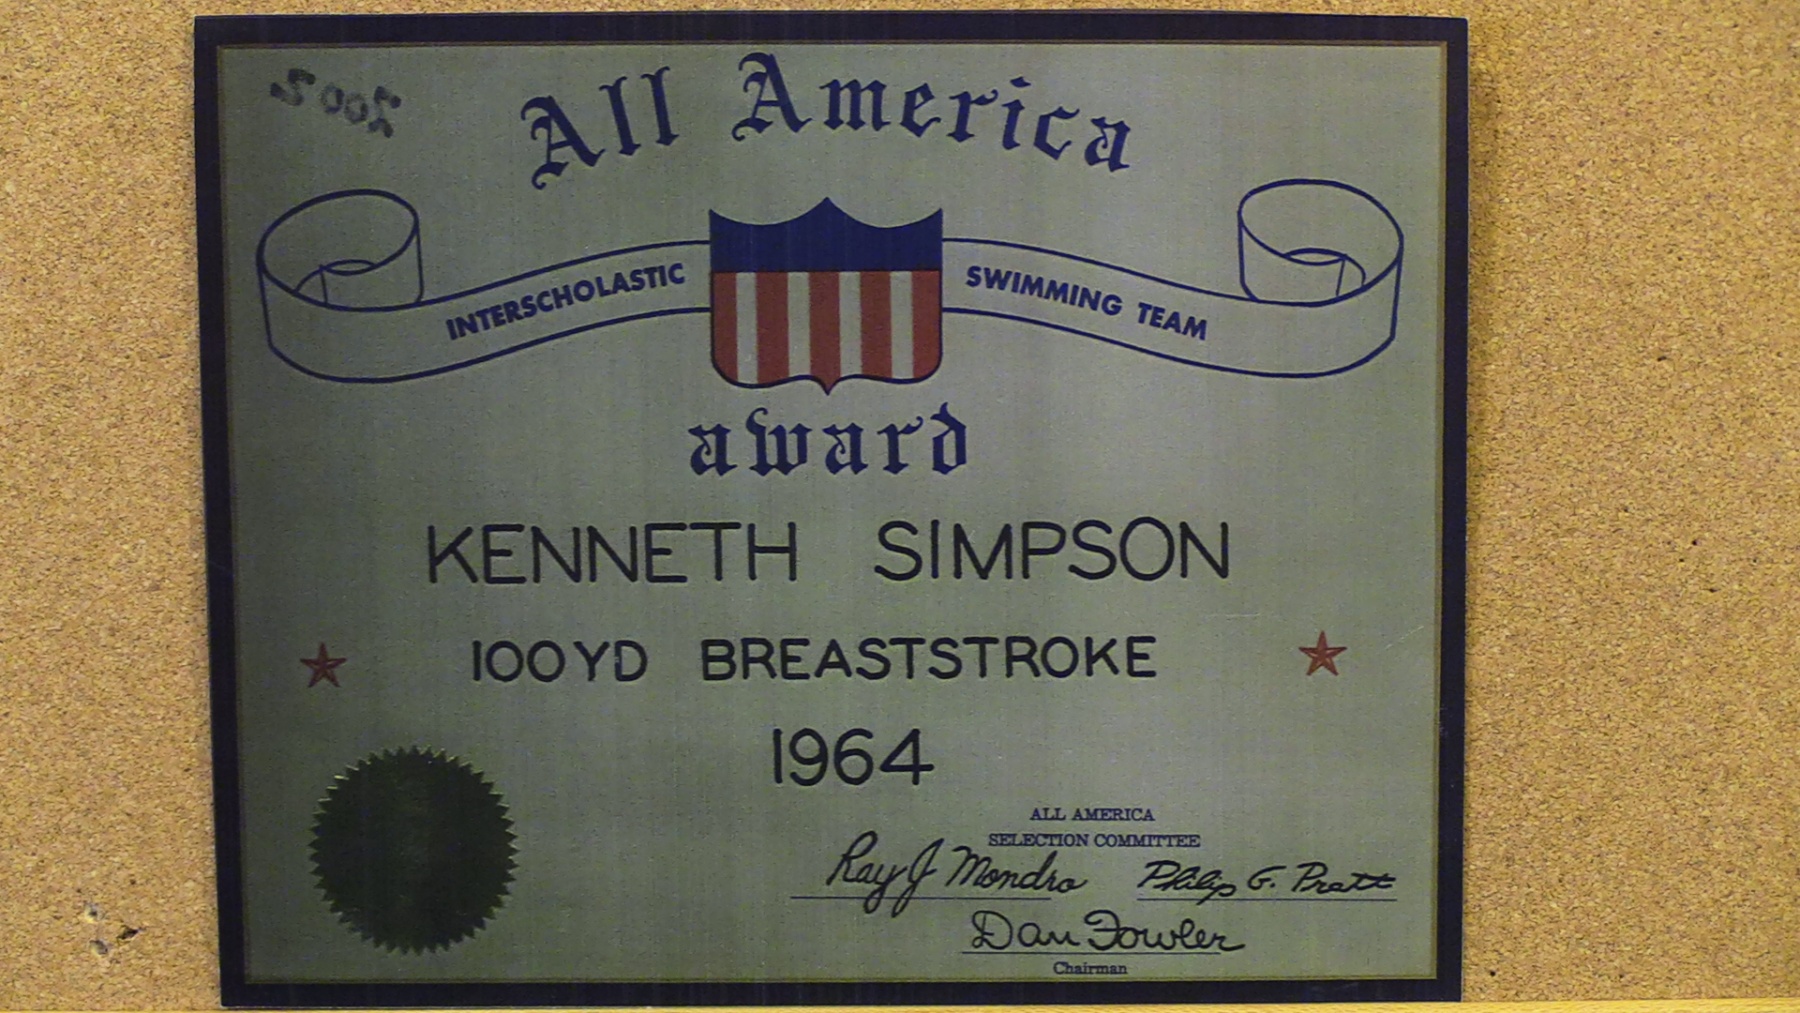 All America
INTERSCHOLASTIC SWIMMING TEAM
award
KENNETH SIMPSON
100YD BREASTSTROKE
1964
ALL AMERICA
SELECTION COMMITTEE
Ray J Mondro Philip G. Pratt
Dan Fowler
Chairman